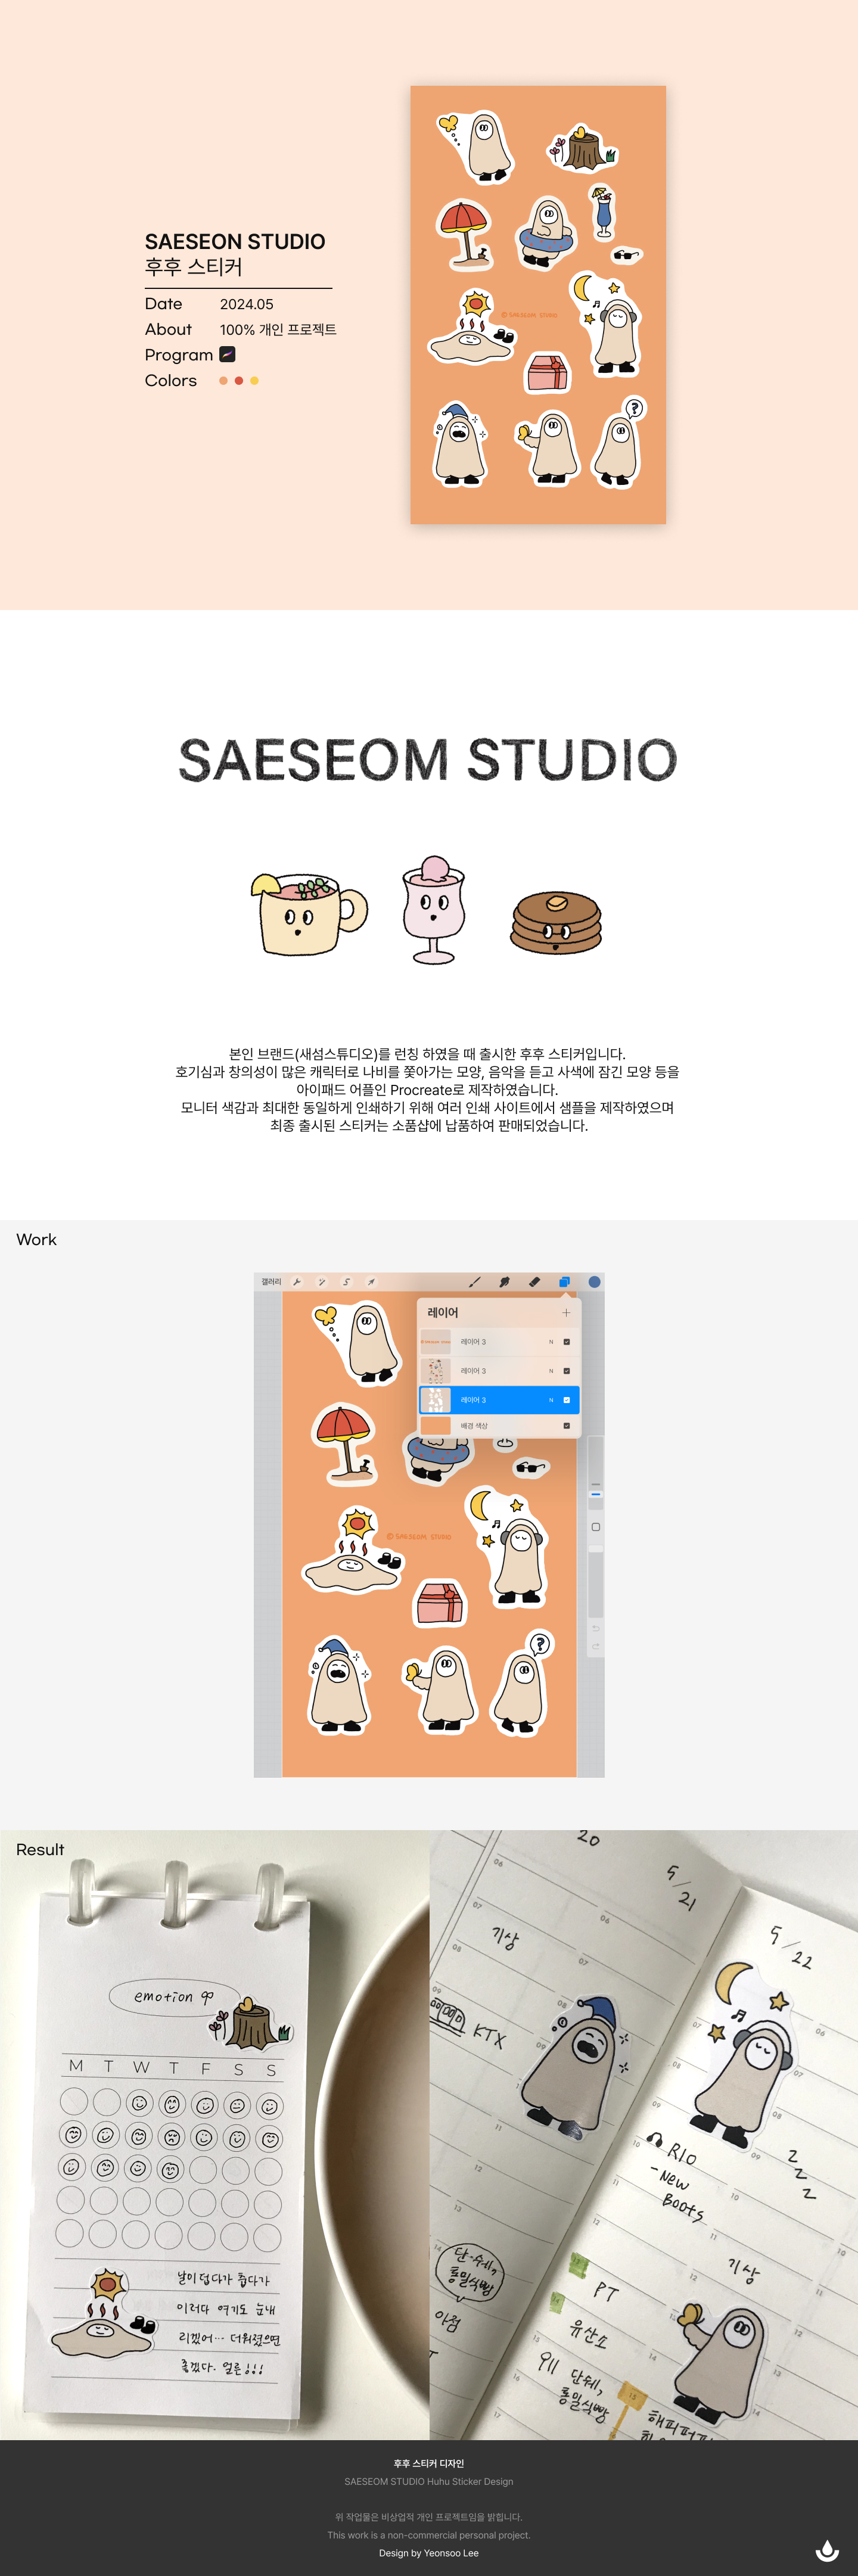 SAESEON STUDIO
후후 스티커
Date 2024.05
About 100% 개인 프로젝트
Program
Colors
© SAESEOM STUDIO
?
SAESEOM STUDIO
본인 브랜드(새섬스튜디오)를 런칭 하였을 때 출시한 후후 스티커입니다.
호기심과 창의성이 많은 캐릭터로 나비를 쫓아가는 모양, 음악을 듣고 사색에 잠긴 모양 등을
아이패드 어플인 Procreate로 제작하였습니다.
모니터 색감과 최대한 동일하게 인쇄하기 위해 여러 인쇄 사이트에서 샘플을 제작하였으며
최종 출시된 스티커는 소품샵에 납품하여 판매되었습니다.
Work
갤러리
레이어
레이어 3 N
레이어 3 N
레이어 3 N
배경 색상
© SAESEOM STUDIO
?
Result
emotion
M T W T F S S
날이 덥다가 춥다가
이러다 여기도 눈내
리겠어... 더워졌으면
좋겠다. 얼른!!!
20
5/21
5/22
06
07
08
09
기상
KTX
11
12
13
14
단·쉐,
통밀식빵
아점
RIO
- New
Boots
z
z
z
기상
PT
유산소
911 단쉐,
통밀식빵
후후 스티커 디자인
SAESEOM STUDIO Huhu Sticker Design
위 작업물은 비상업적 개인 프로젝트임을 밝힙니다.
This work is a non-commercial personal project.
Design by Yeonsoo Lee